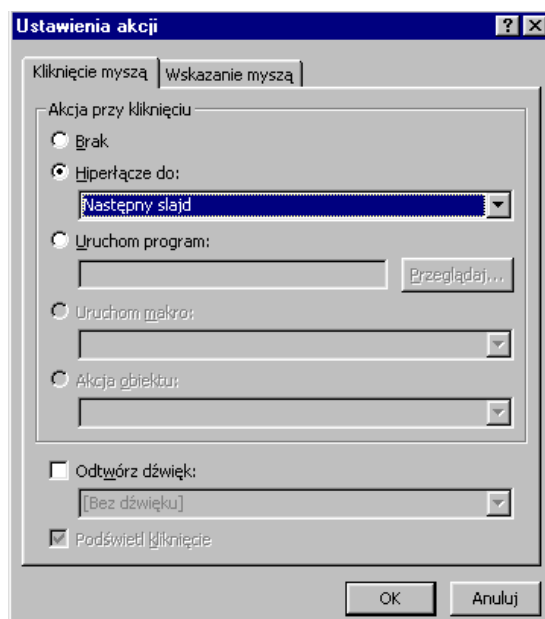 Ustawienia akcji
Kliknięcie myszą
Wskazanie myszą
Akcja przy kliknięciu
Brak
Hiperłącze do:
Następny slajd
Uruchom program:
Przeglądaj...
Uruchom makro:
Akcja obiektu:
Odtwórz dźwięk:
[Bez dźwięku]
Podświetl kliknięcie
OK
Anuluj